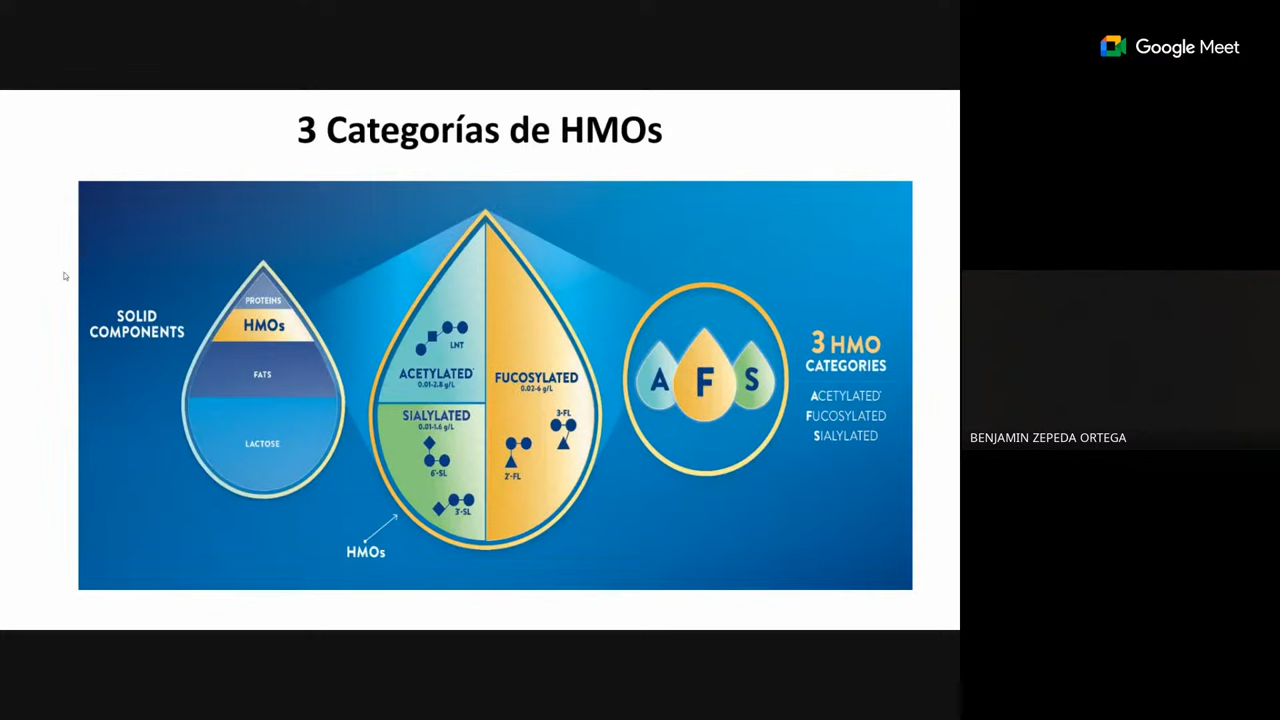 Google Meet
3 Categorías de HMOs
SOLID
COMPONENTS
PROTEINS
HMOs
FATS
LACTOSE
LNT
ACETYLATED*
0.01-2.8 g/L
SIALYLATED
0.01-1.6 g/L
6'-SL
3'-SL
FUCOSYLATED
0.02-6 g/L
3-FL
2'-FL
HMOs
A F S
3 HMO
CATEGORIES
ACETYLATED*
FUCOSYLATED
SIALYLATED
BENJAMIN ZEPEDA ORTEGA